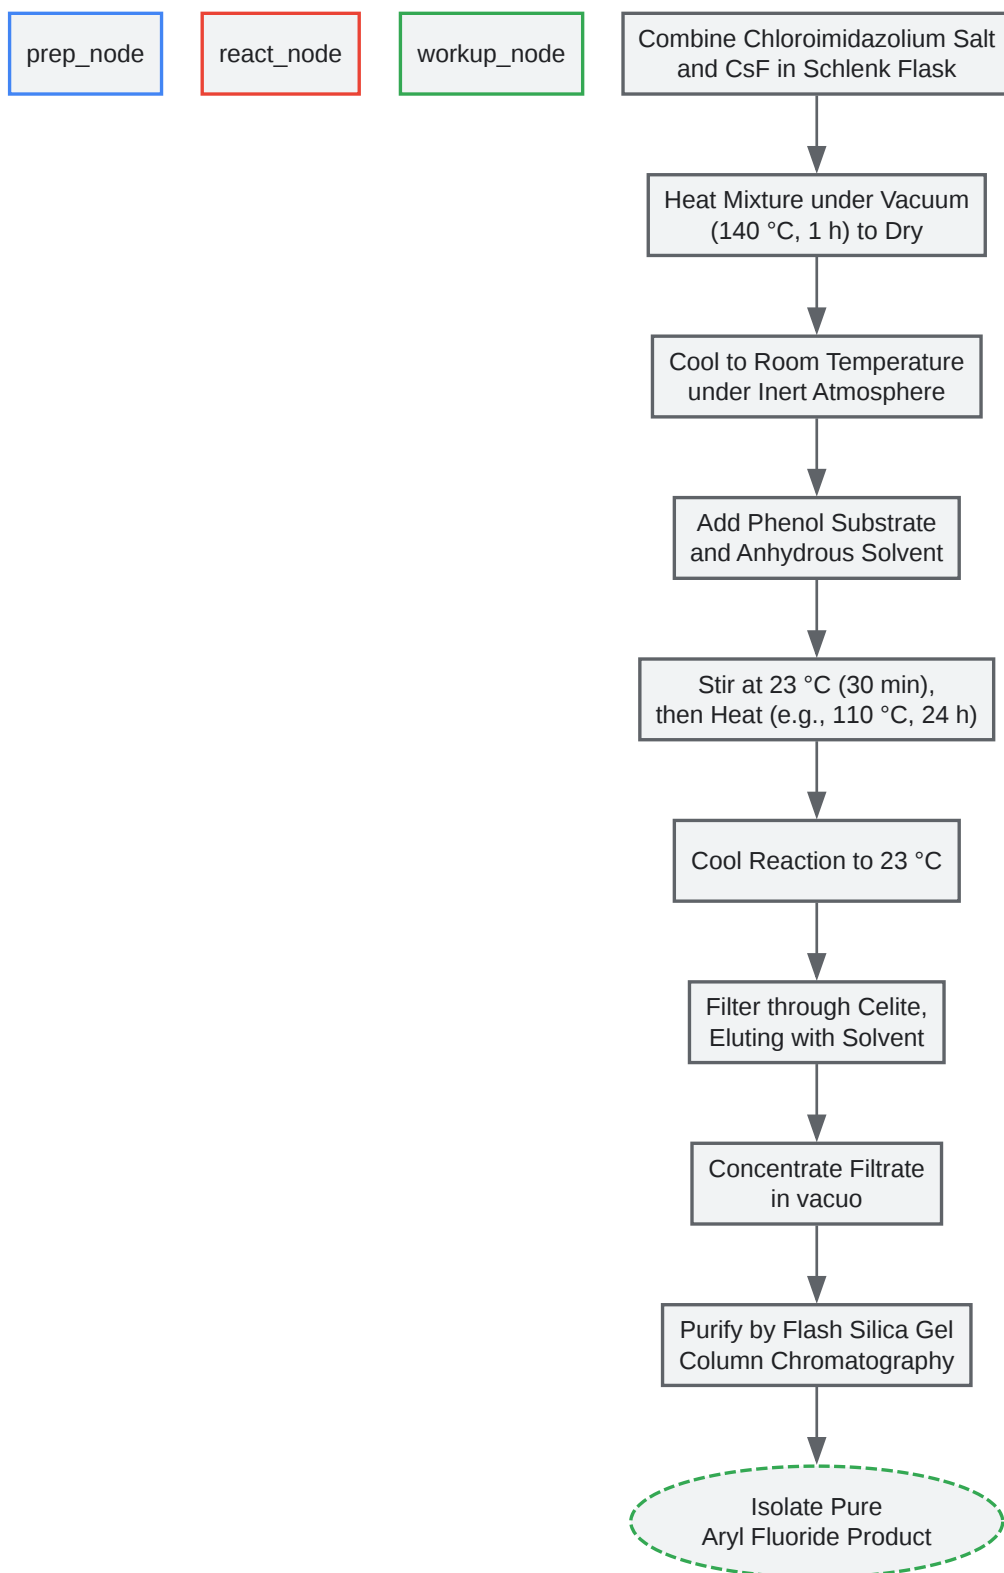 prep_node
react_node
workup_node
Combine Chloroimidazolium Salt
and CsF in Schlenk Flask
Heat Mixture under Vacuum
(140 °C, 1 h) to Dry
Cool to Room Temperature
under Inert Atmosphere
Add Phenol Substrate
and Anhydrous Solvent
Stir at 23 °C (30 min),
then Heat (e.g., 110 °C, 24 h)
Cool Reaction to 23 °C
Filter through Celite,
Eluting with Solvent
Concentrate Filtrate
in vacuo
Purify by Flash Silica Gel
Column Chromatography
Isolate Pure
Aryl Fluoride Product